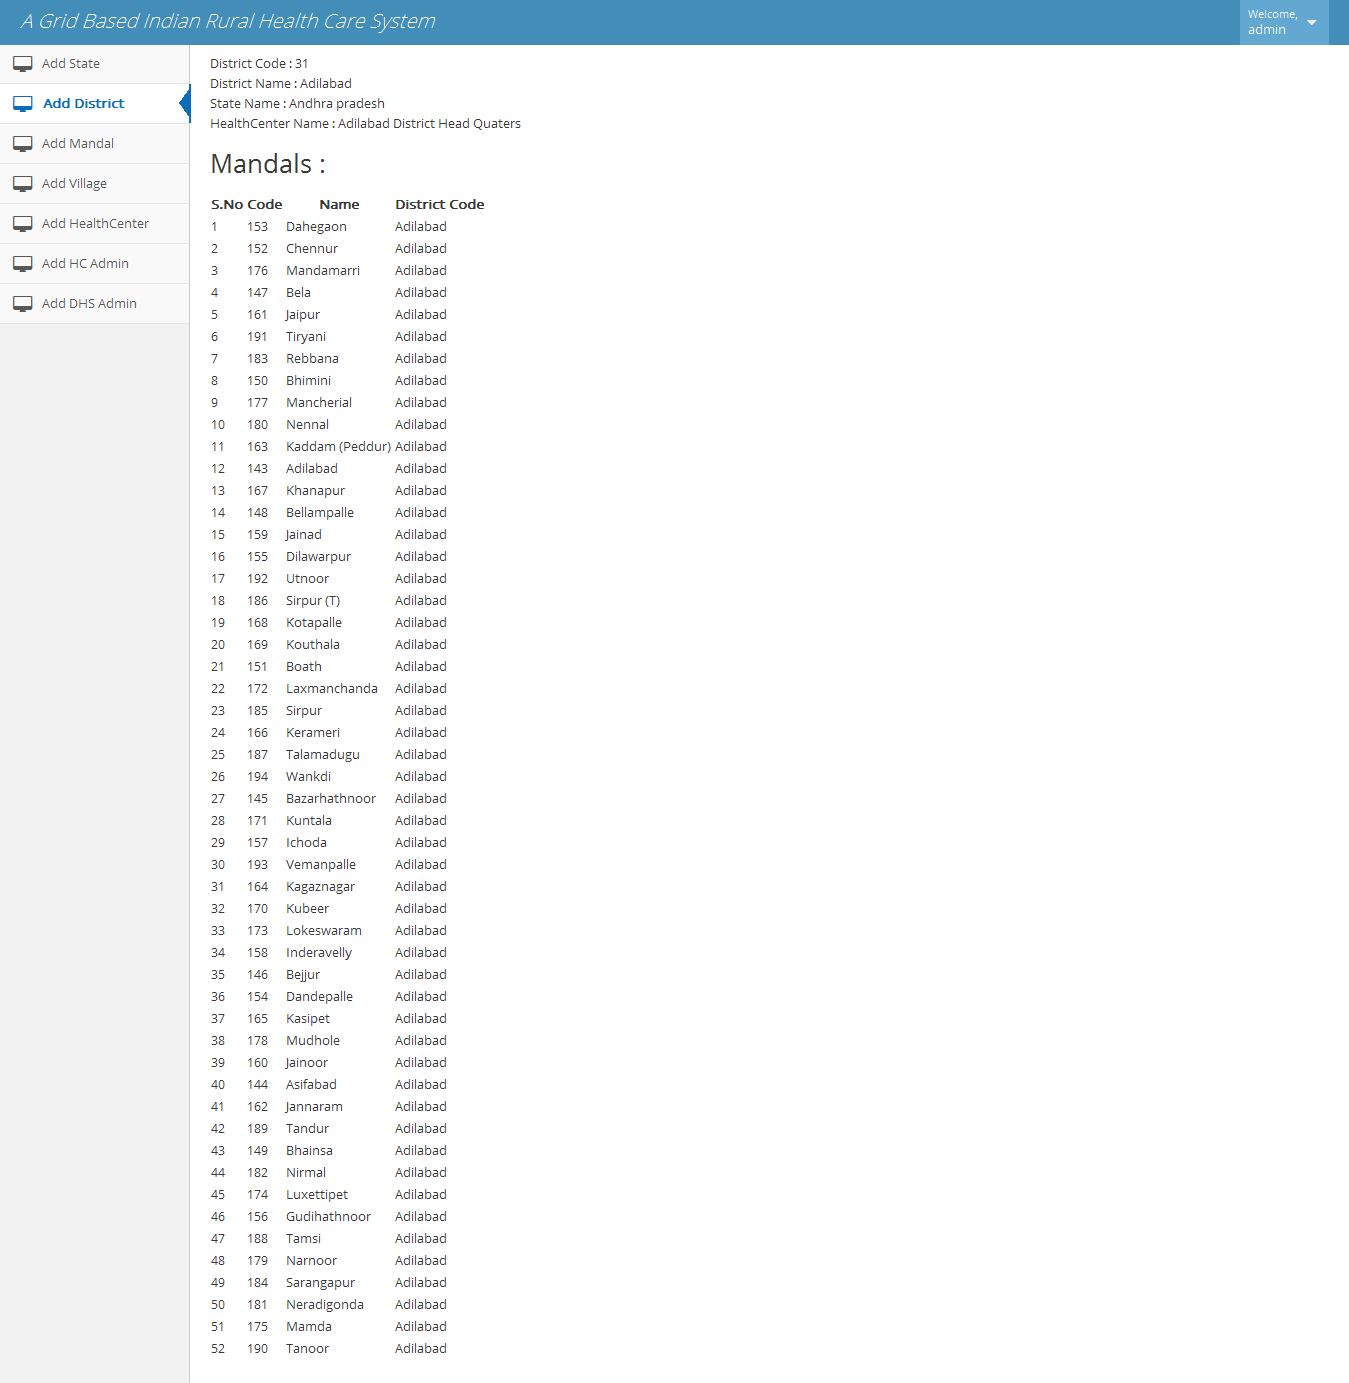 A Grid Based Indian Rural Health Care System
Welcome,
admin
Add State
Add District
Add Mandal
Add Village
Add HealthCenter
Add HC Admin
Add DHS Admin
District Code : 31
District Name : Adilabad
State Name : Andhra pradesh
HealthCenter Name : Adilabad District Head Quaters
Mandals :
S.No Code Name District Code
1 153 Dahegaon Adilabad
2 152 Chennur Adilabad
3 176 Mandamarri Adilabad
4 147 Bela Adilabad
5 161 Jaipur Adilabad
6 191 Tiryani Adilabad
7 183 Rebbana Adilabad
8 150 Bhimini Adilabad
9 177 Mancherial Adilabad
10 180 Nennal Adilabad
11 163 Kaddam (Peddur) Adilabad
12 143 Adilabad Adilabad
13 167 Khanapur Adilabad
14 148 Bellampalle Adilabad
15 159 Jainad Adilabad
16 155 Dilawarpur Adilabad
17 192 Utnoor Adilabad
18 186 Sirpur (T) Adilabad
19 168 Kotapalle Adilabad
20 169 Kouthala Adilabad
21 151 Boath Adilabad
22 172 Laxmanchanda Adilabad
23 185 Sirpur Adilabad
24 166 Kerameri Adilabad
25 187 Talamadugu Adilabad
26 194 Wankdi Adilabad
27 145 Bazarhathnoor Adilabad
28 171 Kuntala Adilabad
29 157 Ichoda Adilabad
30 193 Vemanpalle Adilabad
31 164 Kagaznagar Adilabad
32 170 Kubeer Adilabad
33 173 Lokeswaram Adilabad
34 158 Inderavelly Adilabad
35 146 Bejjur Adilabad
36 154 Dandepalle Adilabad
37 165 Kasipet Adilabad
38 178 Mudhole Adilabad
39 160 Jainoor Adilabad
40 144 Asifabad Adilabad
41 162 Jannaram Adilabad
42 189 Tandur Adilabad
43 149 Bhainsa Adilabad
44 182 Nirmal Adilabad
45 174 Luxettipet Adilabad
46 156 Gudihathnoor Adilabad
47 188 Tamsi Adilabad
48 179 Narnoor Adilabad
49 184 Sarangapur Adilabad
50 181 Neradigonda Adilabad
51 175 Mamda Adilabad
52 190 Tanoor Adilabad